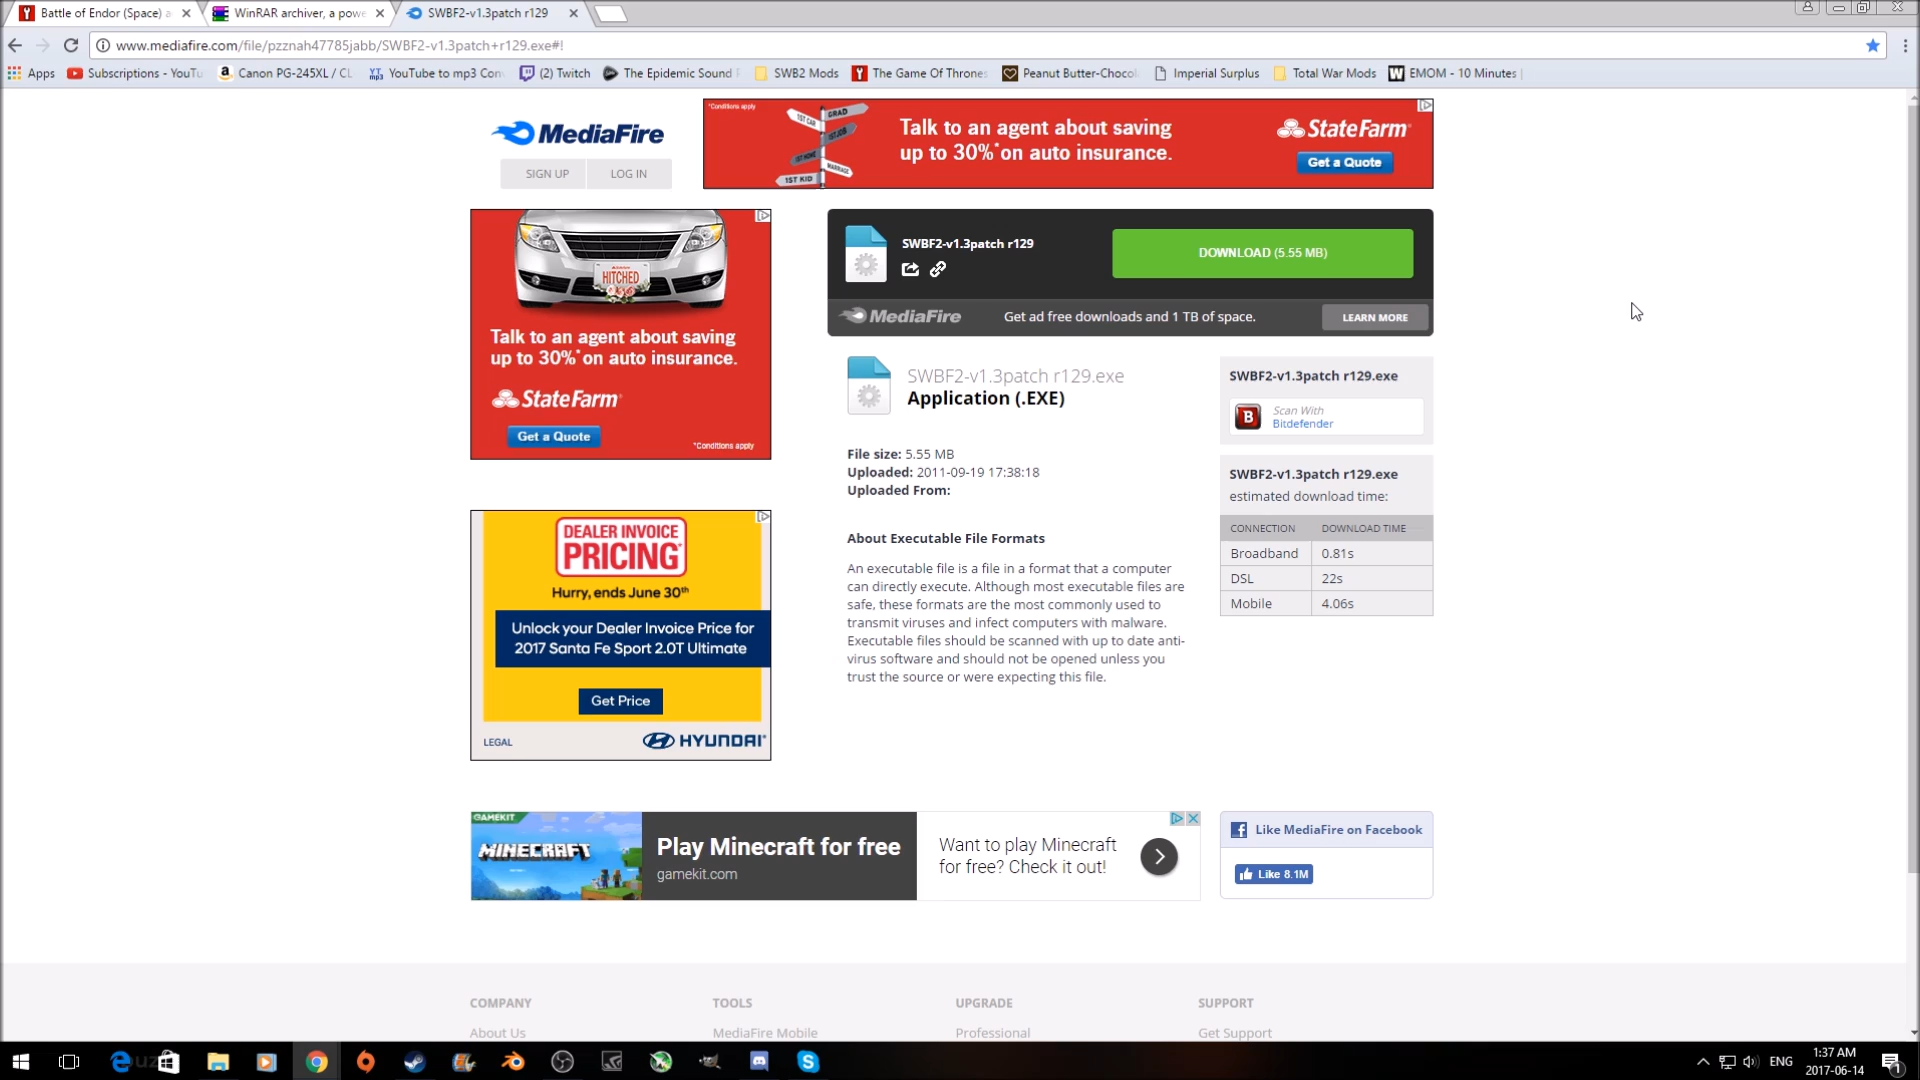 Battle of Endor (Space) a
WinRAR archiver, a powe
SWBF2-v1.3patch r129
www.mediafire.com/file/pzznah47785jabb/SWBF2-v1.3patch+r129.exe#!
Apps
Subscriptions - YouTu
Canon PG-245XL / CL
YouTube to mp3 Con
(2) Twitch
The Epidemic Sound
SWB2 Mods
The Game Of Throne
Peanut Butter-Choco
Imperial Surplus
Total War Mods
EMOM - 10 Minutes
MediaFire
SIGN UP
LOG IN
*Conditions apply
1ST CAR
GRAD
1ST JOB
1ST HOME
MARRIAGE
1ST KID
Talk to an agent about saving
up to 30%* on auto insurance.
StateFarm
Get a Quote
HITCHED
Talk to an agent about saving
up to 30%* on auto insurance.
StateFarm
Get a Quote
*Conditions apply
SWBF2-v1.3patch r129
DOWNLOAD (5.55 MB)
MediaFire
Get ad free downloads and 1 TB of space.
LEARN MORE
SWBF2-v1.3patch r129.exe
Application (.EXE)
File size: 5.55 MB
Uploaded: 2011-09-19 17:38:18
Uploaded From:
About Executable File Formats
An executable file is a file in a format that a computer
can directly execute. Although most executable files are
safe, these formats are the most commonly used to
transmit viruses and infect computers with malware.
Executable files should be scanned with up to date anti-
virus software and should not be opened unless you
trust the source or were expecting this file.
SWBF2-v1.3patch r129.exe
B
Scan With
Bitdefender
SWBF2-v1.3patch r129.exe
estimated download time:
CONNECTION DOWNLOAD TIME
Broadband 0.81s
DSL 22s
Mobile 4.06s
DEALER INVOICE
PRICING
Hurry, ends June 30th
Unlock your Dealer Invoice Price for
2017 Santa Fe Sport 2.0T Ultimate
Get Price
LEGAL
HYUNDAI
GAMEKIT
MINECRAFT
Play Minecraft for free
gamekit.com
Want to play Minecraft
for free? Check it out!
Like MediaFire on Facebook
Like 8.1M
COMPANY
TOOLS
UPGRADE
SUPPORT
About Us
MediaFire Mobile
Professional
Get Support
ENG
1:37 AM
2017-06-14
1